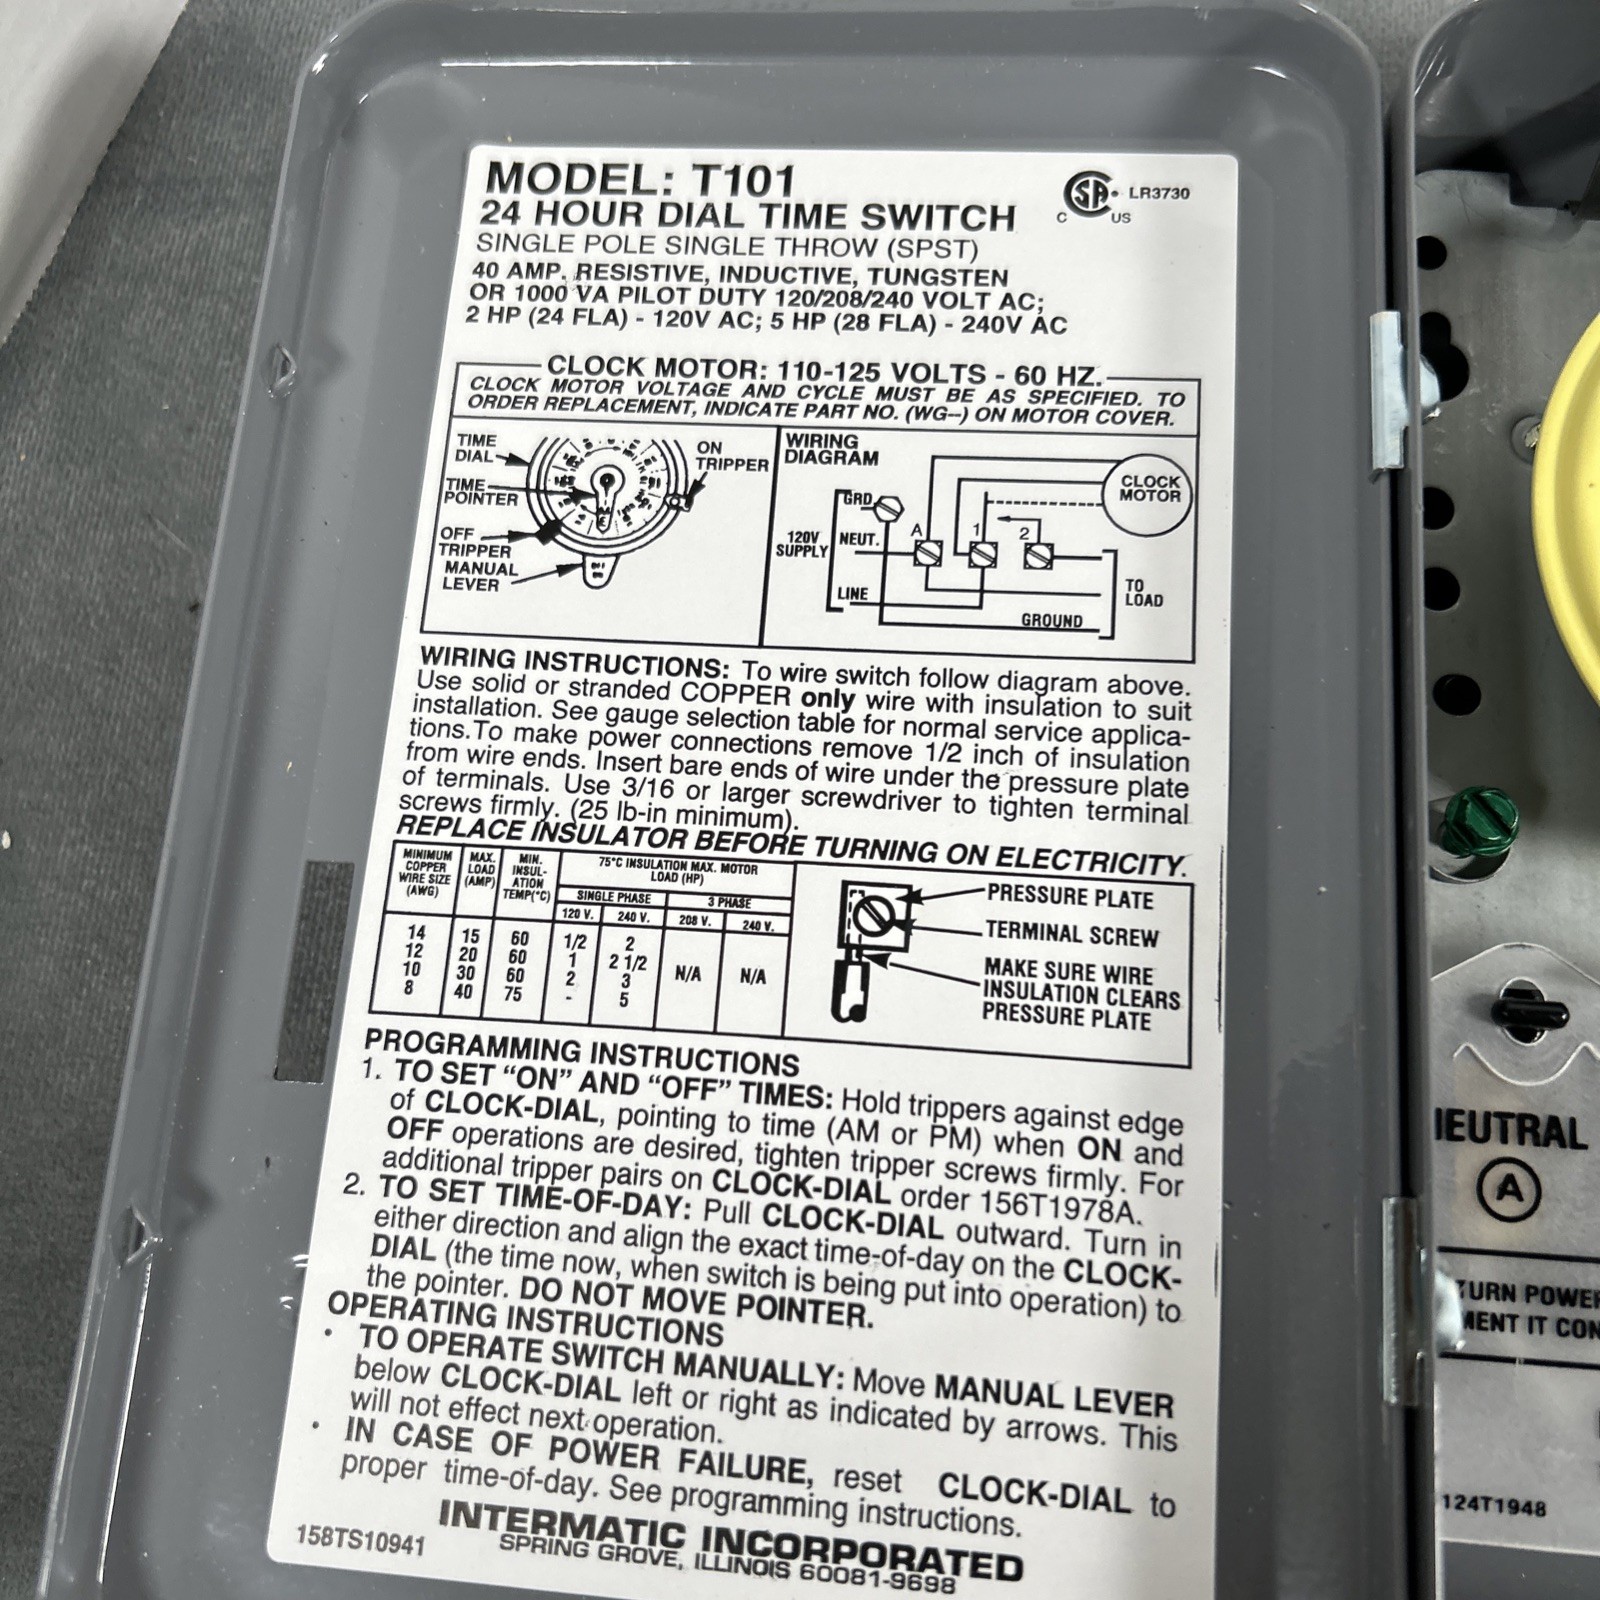 MODEL: T101
24 HOUR DIAL TIME SWITCH
SINGLE POLE SINGLE THROW (SPST)
40 AMP. RESISTIVE, INDUCTIVE, TUNGSTEN
OR 1000 VA PILOT DUTY 120/208/240 VOLT AC;
2 HP (24 FLA) - 120V AC; 5 HP (28 FLA) - 240V AC
CSA LR3730
C US
CLOCK MOTOR: 110-125 VOLTS - 60 HZ.
CLOCK MOTOR VOLTAGE AND CYCLE MUST BE AS SPECIFIED. TO
ORDER REPLACEMENT, INDICATE PART NO. (WG--) ON MOTOR COVER.
TIME
DIAL
TIME
POINTER
OFF
TRIPPER
MANUAL
LEVER
ON
TRIPPER
WIRING
DIAGRAM
CLOCK
MOTOR
GRD
A
1
2
120V
SUPPLY
NEUT.
LINE
TO
LOAD
GROUND
WIRING INSTRUCTIONS: To wire switch follow diagram above.
Use solid or stranded COPPER only wire with insulation to suit
installation. See gauge selection table for normal service applica-
tions.To make power connections remove 1/2 inch of insulation
from wire ends. Insert bare ends of wire under the pressure plate
of terminals. Use 3/16 or larger screwdriver to tighten terminal
screws firmly. (25 lb-in minimum).
REPLACE INSULATOR BEFORE TURNING ON ELECTRICITY.
MINIMUM
COPPER
WIRE SIZE
(AWG)
MAX.
LOAD
(AMP)
MIN.
INSUL-
ATION
TEMP(°C)
75°C INSULATION MAX. MOTOR
LOAD (HP)
SINGLE PHASE 3 PHASE
120 V. 240 V. 208 V. 240 V.
14 15 60 1/2 2
12 20 60 1 2 1/2
10 30 60 2 3
8 40 75 - 5
N/A N/A
PRESSURE PLATE
TERMINAL SCREW
MAKE SURE WIRE
INSULATION CLEARS
PRESSURE PLATE
PROGRAMMING INSTRUCTIONS
1. TO SET "ON" AND "OFF" TIMES: Hold trippers against edge
of CLOCK-DIAL, pointing to time (AM or PM) when ON and
OFF operations are desired, tighten tripper screws firmly. For
additional tripper pairs on CLOCK-DIAL order 156T1978A.
2. TO SET TIME-OF-DAY: Pull CLOCK-DIAL outward. Turn in
either direction and align the exact time-of-day on the CLOCK-
DIAL (the time now, when switch is being put into operation) to
the pointer. DO NOT MOVE POINTER.
OPERATING INSTRUCTIONS
• TO OPERATE SWITCH MANUALLY: Move MANUAL LEVER
below CLOCK-DIAL left or right as indicated by arrows. This
will not effect next operation.
• IN CASE OF POWER FAILURE, reset CLOCK-DIAL to
proper time-of-day. See programming instructions.
INTERMATIC INCORPORATED
SPRING GROVE, ILLINOIS 60081-9698
158TS10941
EUTRAL
A
TURN POWE
MENT IT CON
124T1948